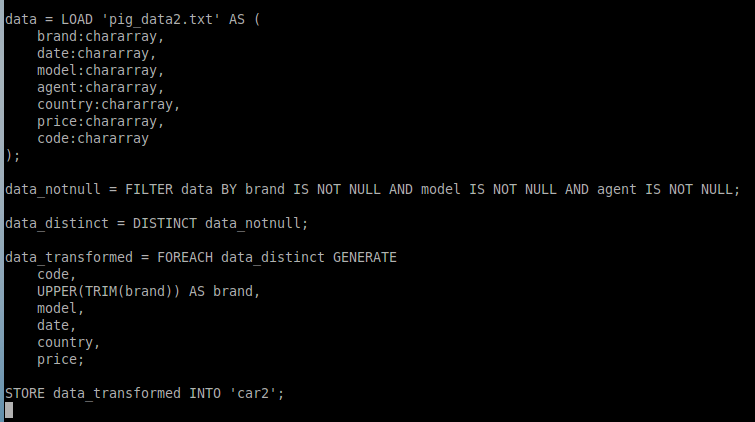 data = LOAD 'pig_data2.txt' AS (
    brand:chararray,
    date:chararray,
    model:chararray,
    agent:chararray,
    country:chararray,
    price:chararray,
    code:chararray
);
data_notnull = FILTER data BY brand IS NOT NULL AND model IS NOT NULL AND agent IS NOT NULL;
data_distinct = DISTINCT data_notnull;
data_transformed = FOREACH data_distinct GENERATE
    code,
    UPPER(TRIM(brand)) AS brand,
    model,
    date,
    country,
    price;
STORE data_transformed INTO 'car2';